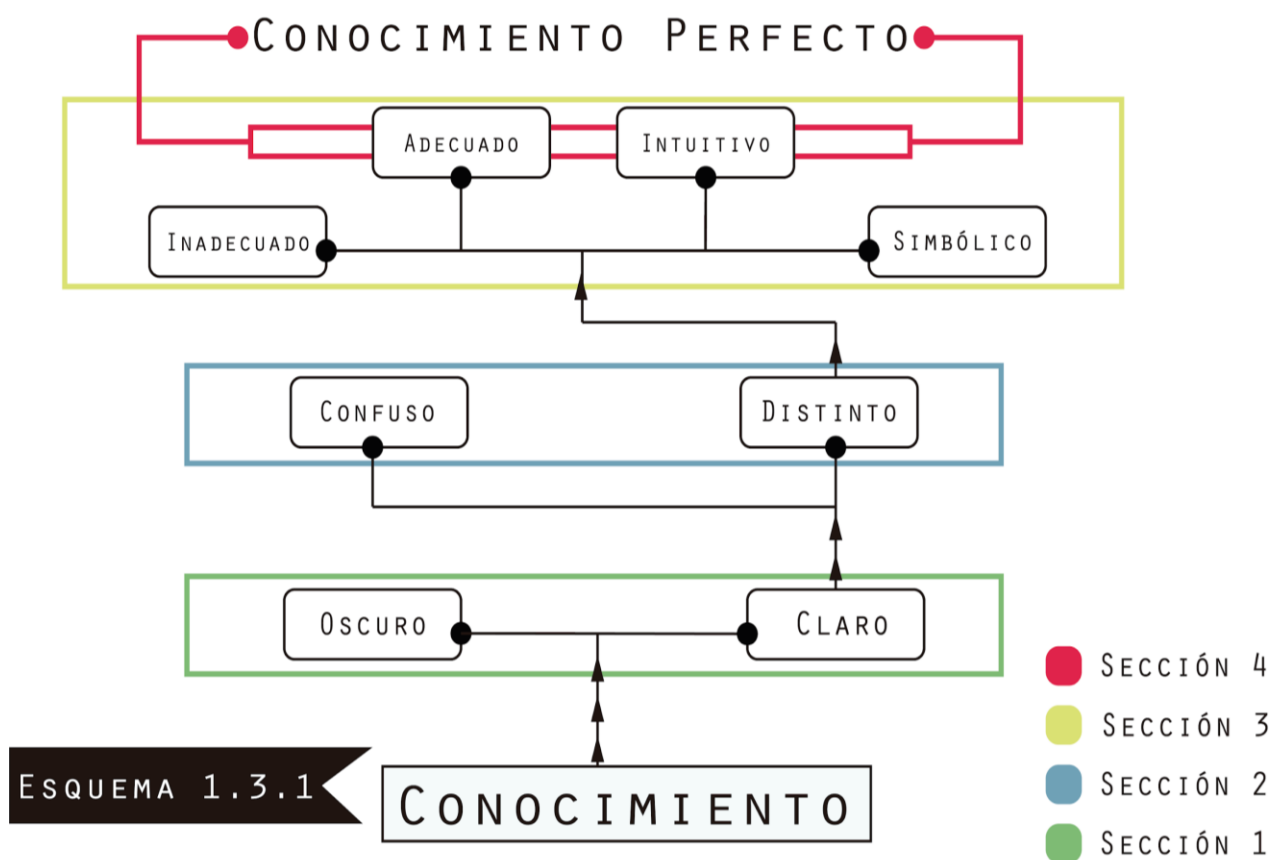 Conocimiento Perfecto
Adecuado
Intuitivo
Inadecuado
Simbólico
Confuso
Distinto
Oscuro
Claro
Sección 4
Sección 3
Sección 2
Sección 1
Esquema 1.3.1
Conocimiento